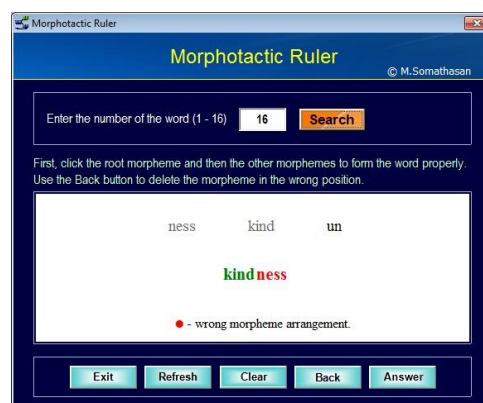 Morphotactic Ruler
Morphotactic Ruler
© M.Somathasan
Enter the number of the word (1 - 16) 16 Search
First, click the root morpheme and then the other morphemes to form the word properly.
Use the Back button to delete the morpheme in the wrong position.
ness kind un
kindness
- wrong morpheme arrangement.
Exit Refresh Clear Back Answer